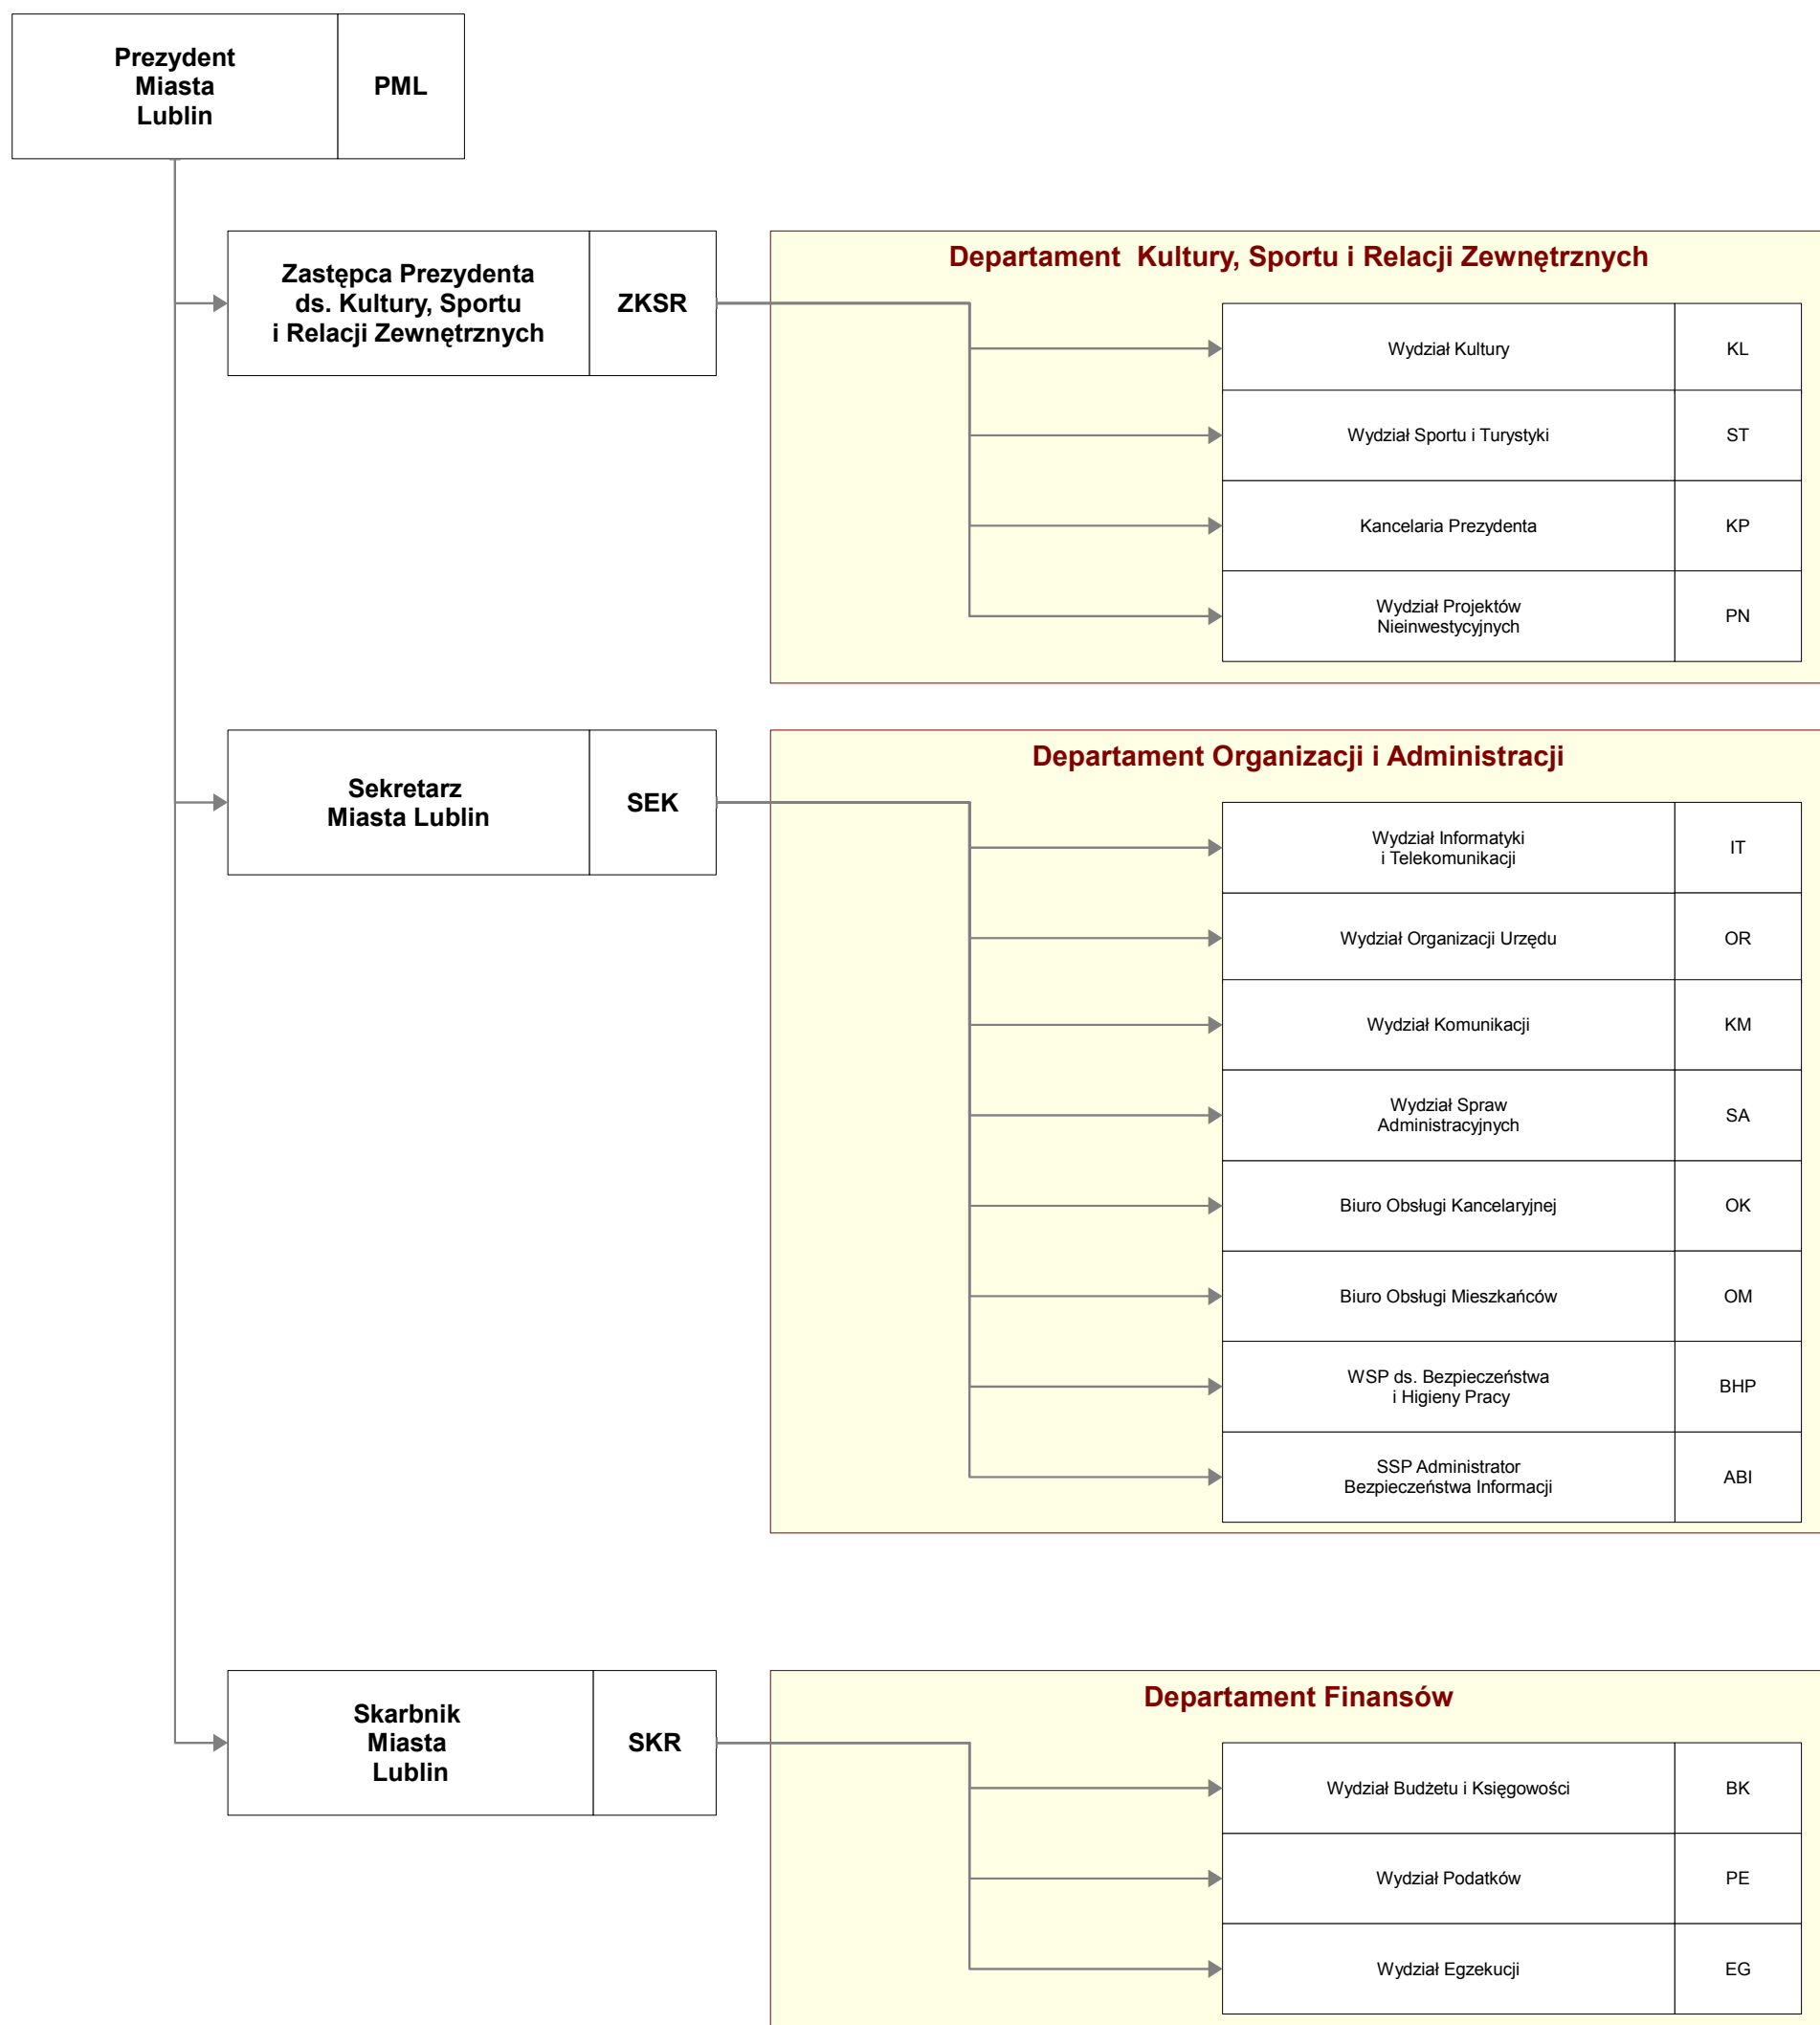 Prezydent
Miasta
Lublin
PML
Zastępca Prezydenta
ds. Kultury, Sportu
i Relacji Zewnętrznych
ZKSR
Departament Kultury, Sportu i Relacji Zewnętrznych
Wydział Kultury
KL
Wydział Sportu i Turystyki
ST
Kancelaria Prezydenta
KP
Wydział Projektów
Nieinwestycyjnych
PN
Sekretarz
Miasta Lublin
SEK
Departament Organizacji i Administracji
Wydział Informatyki
i Telekomunikacji
IT
Wydział Organizacji Urzędu
OR
Wydział Komunikacji
KM
Wydział Spraw
Administracyjnych
SA
Biuro Obsługi Kancelaryjnej
OK
Biuro Obsługi Mieszkańców
OM
WSP ds. Bezpieczeństwa
i Higieny Pracy
BHP
SSP Administrator
Bezpieczeństwa Informacji
ABI
Skarbnik
Miasta
Lublin
SKR
Departament Finansów
Wydział Budżetu i Księgowości
BK
Wydział Podatków
PE
Wydział Egzekucji
EG